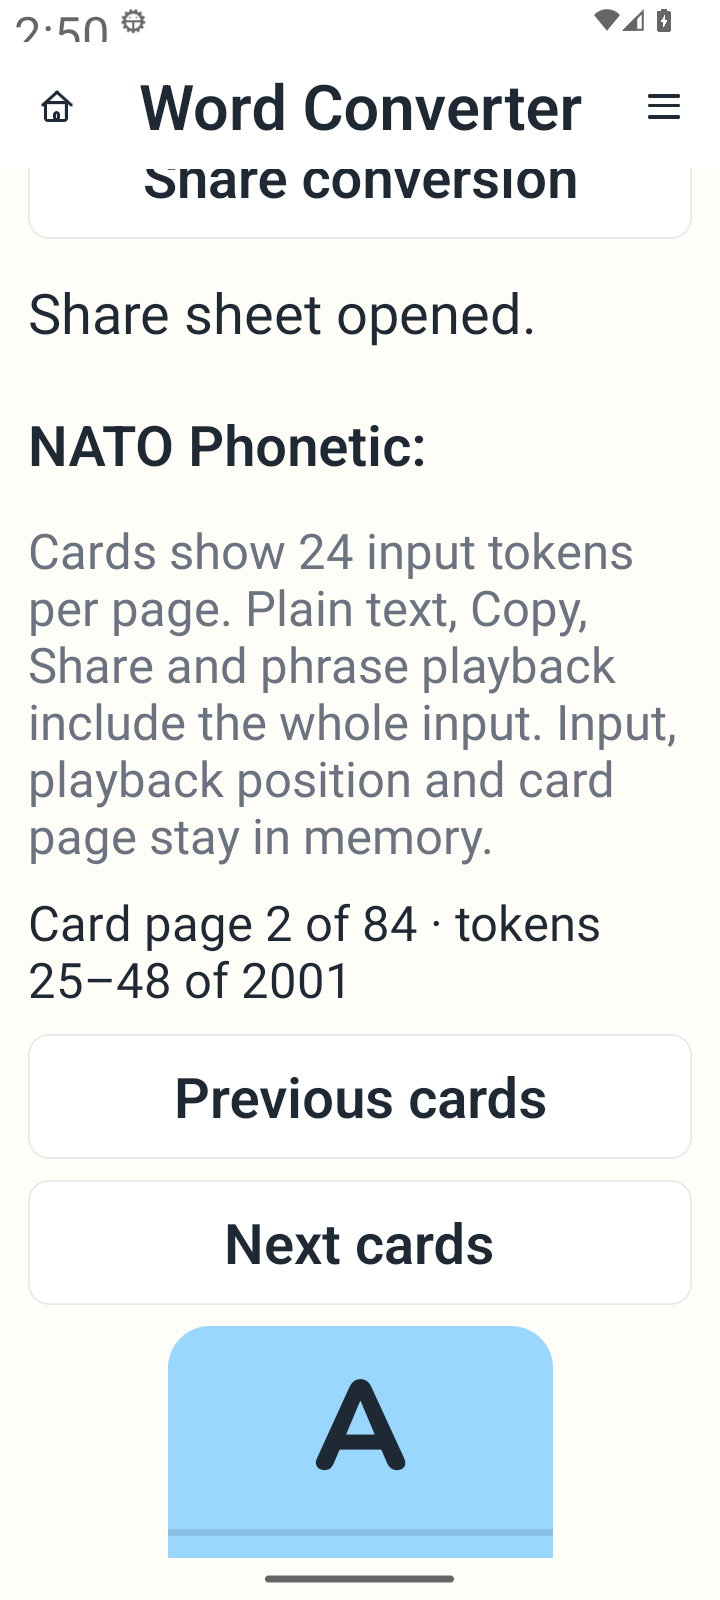 2:50
Word Converter
Share conversion
Share sheet opened.
NATO Phonetic:
Cards show 24 input tokens
per page. Plain text, Copy,
Share and phrase playback
include the whole input. Input,
playback position and card
page stay in memory.
Card page 2 of 84 · tokens
25–48 of 2001
Previous cards
Next cards
A